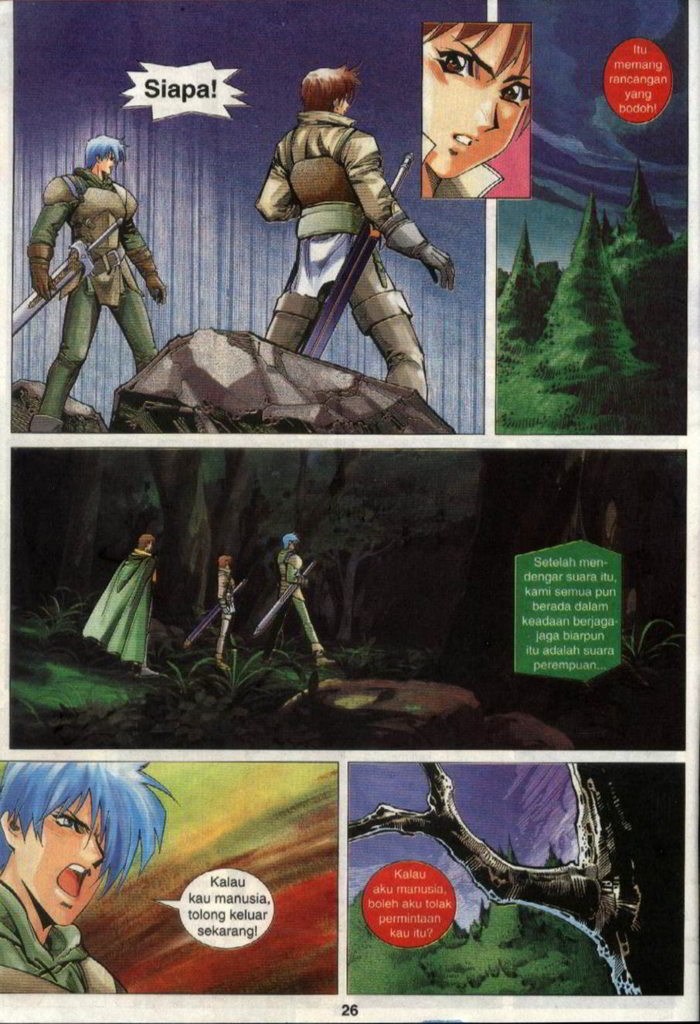 Itu
memang
rancangan
yang
bodoh!
Siapa!
Setelah men-
dengar suara itu,
kami semua pun
berada dalam
keadaan berjaga-
jaga biarpun
itu adalah suara
perempuan...
Kalau
kau manusia,
tolong keluar
sekarang!
Kalau
aku manusia,
boleh aku tolak
permintaan
kau itu?
26